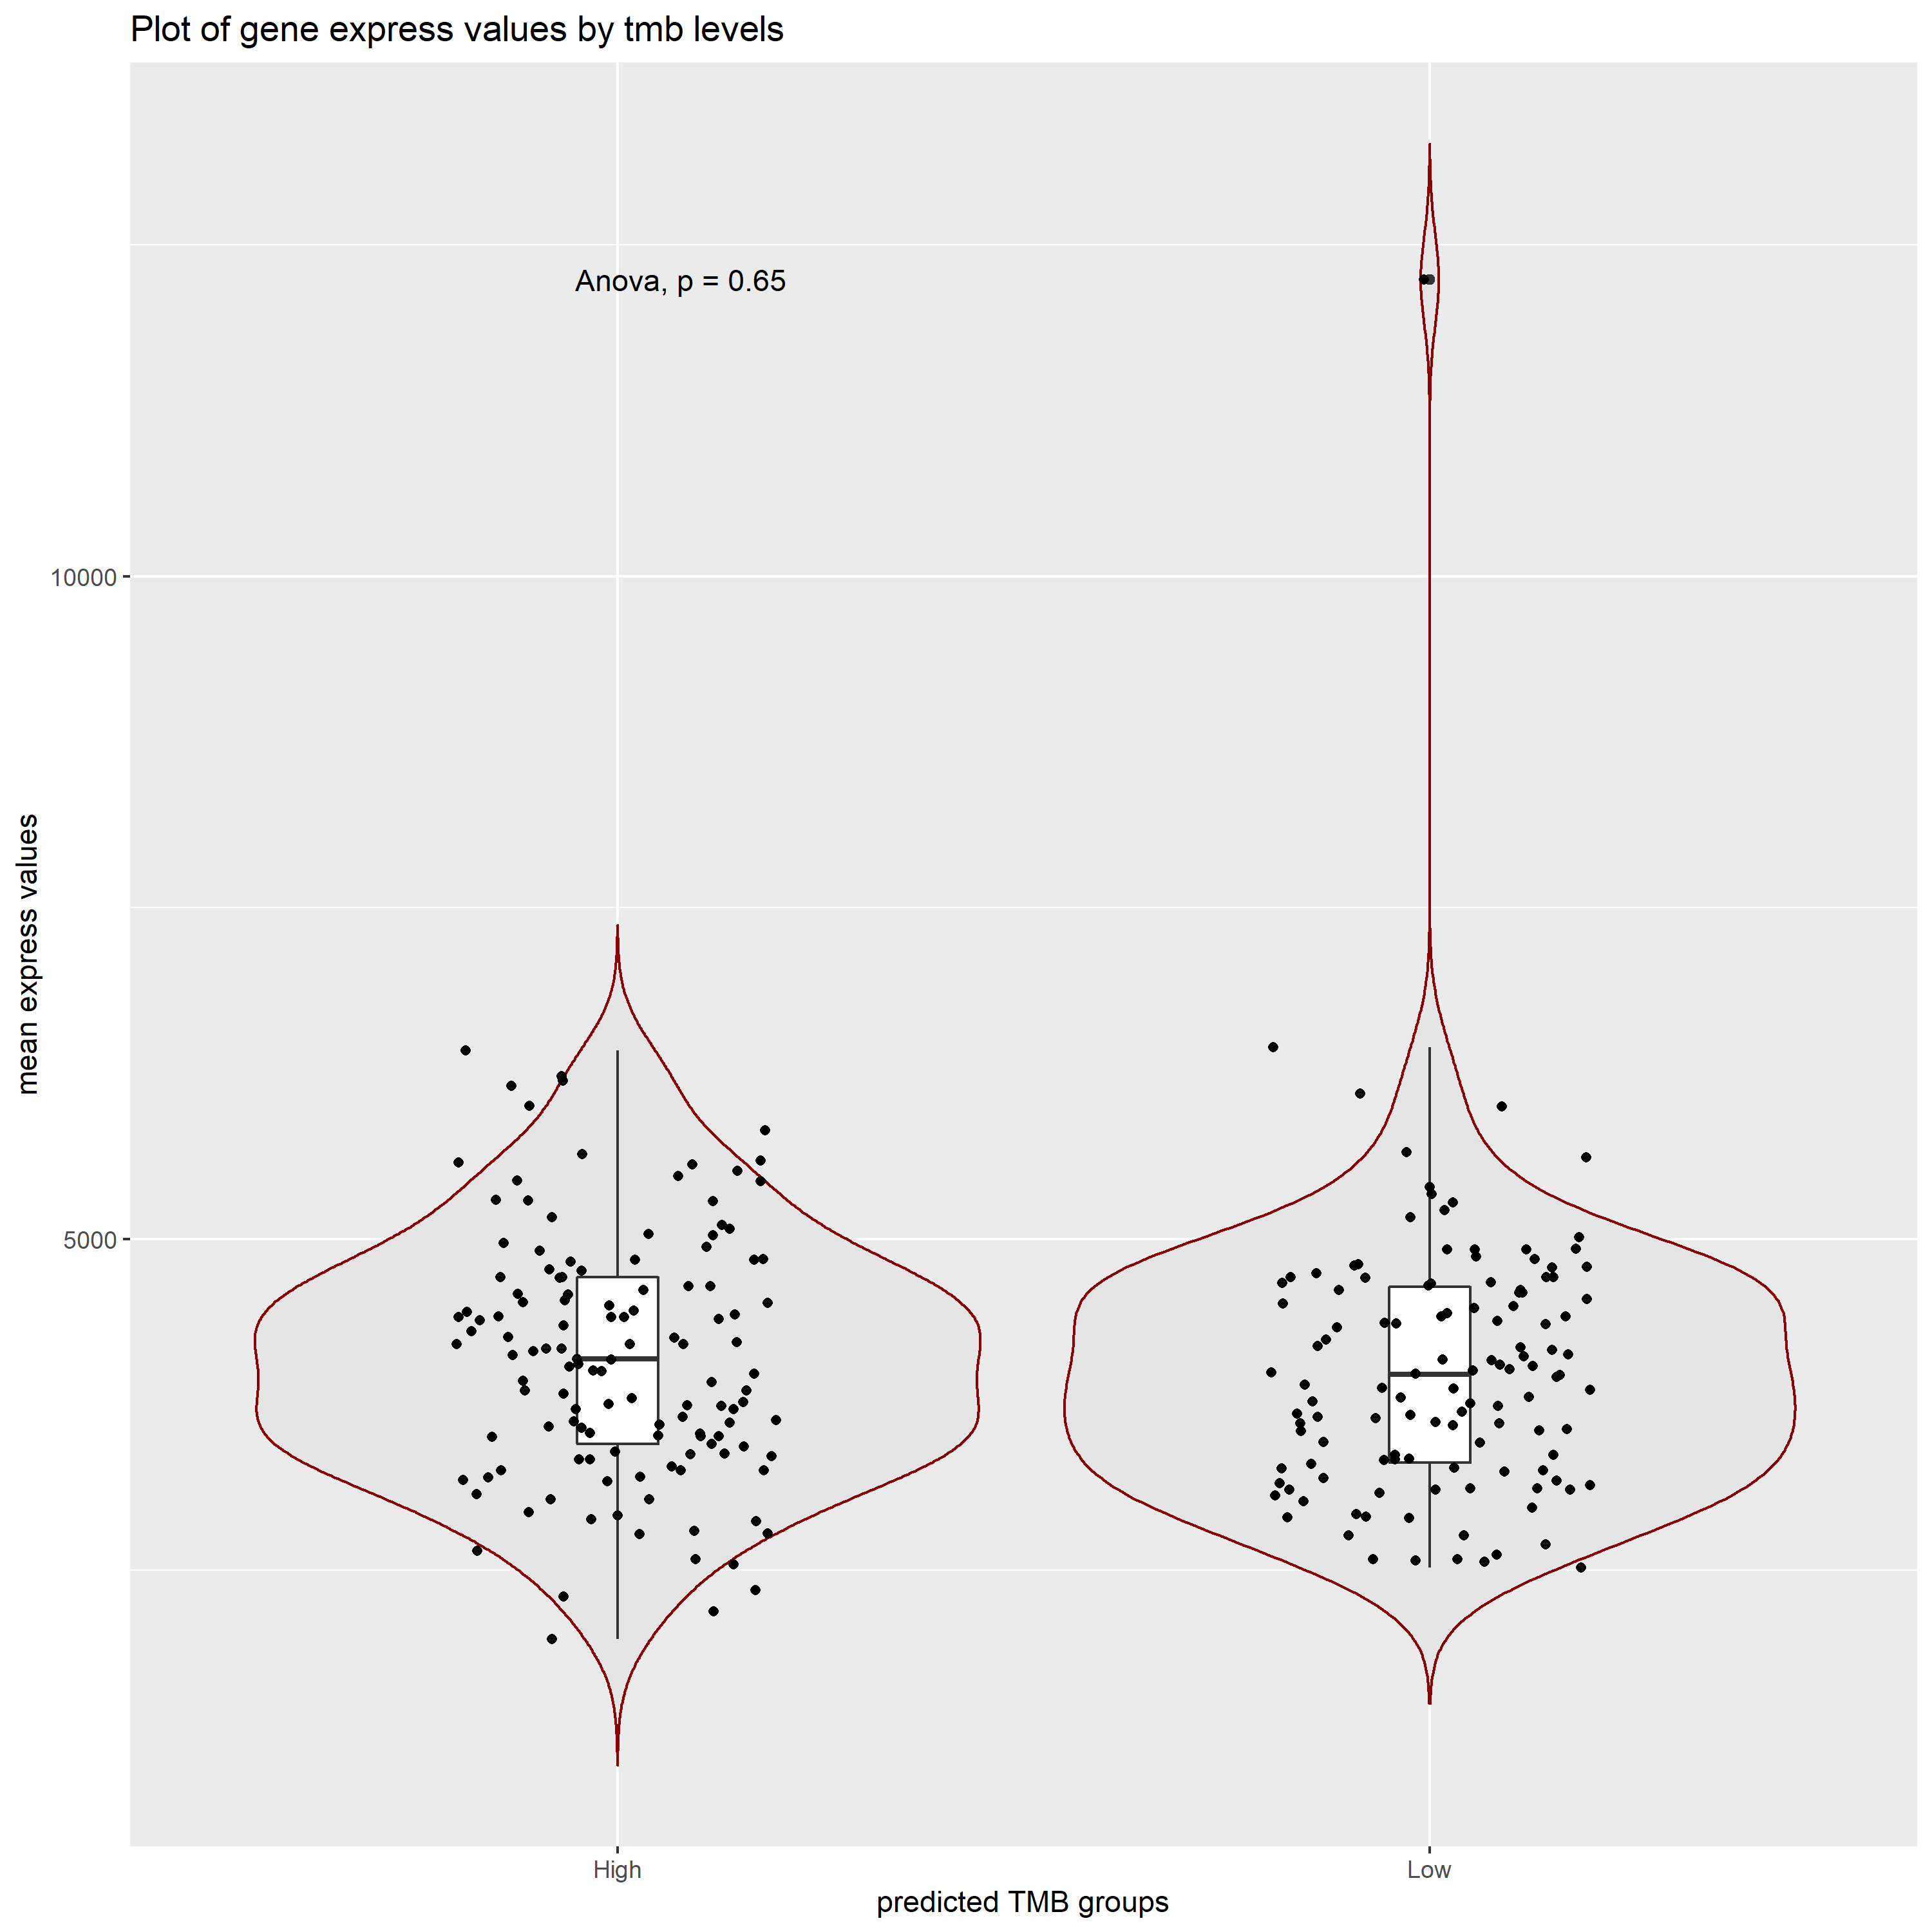 Plot of gene express values by tmb levels
Anova, p = 0.65
10000
5000
mean express values
High
Low
predicted TMB groups